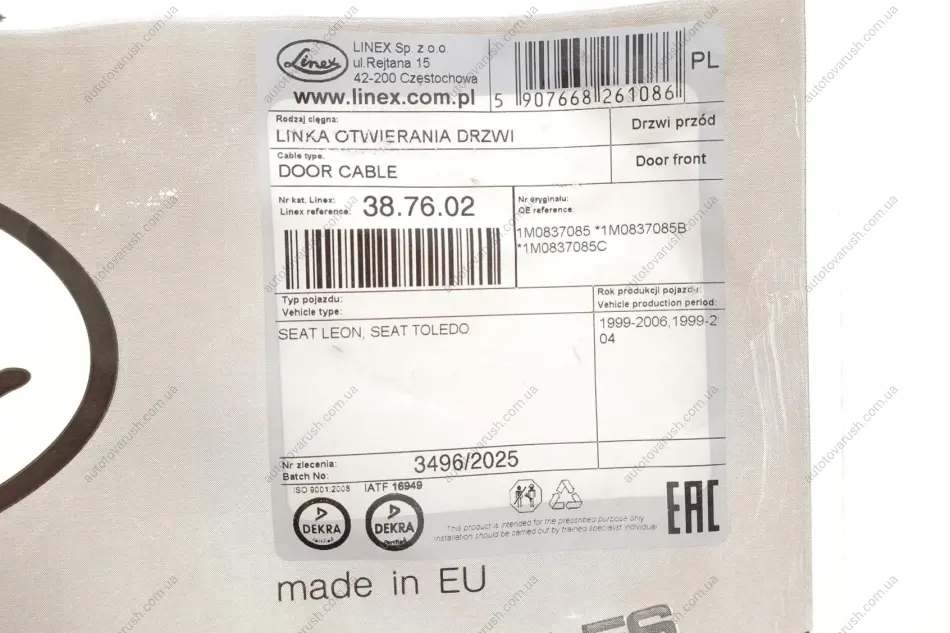 Linex
LINEX Sp. z o.o.
ul.Rejtana 15
42-200 Częstochowa
www.linex.com.pl
5 907668 261086
PL
Rodzaj cięgna:
LINKA OTWIERANIA DRZWI
Drzwi przód
Cable type:
DOOR CABLE
Door front
Nr kat. Linex:
Linex reference:
38.76.02
Nr oryginału:
OE reference:
1M0837085 *1M0837085B
*1M0837085C
Typ pojazdu:
Vehicle type:
SEAT LEON, SEAT TOLEDO
Rok produkcji pojazdu:
Vehicle production period:
1999-2006,1999-2
04
Nr zlecenia:
Batch No:
3496/2025
ISO 9001:2008
IATF 16949
DEKRA
DEKRA
This product is intended for the prescribed purpose only
installation should be carried out by trained specialist individual
EAC
made in EU
autotovarush.com.ua